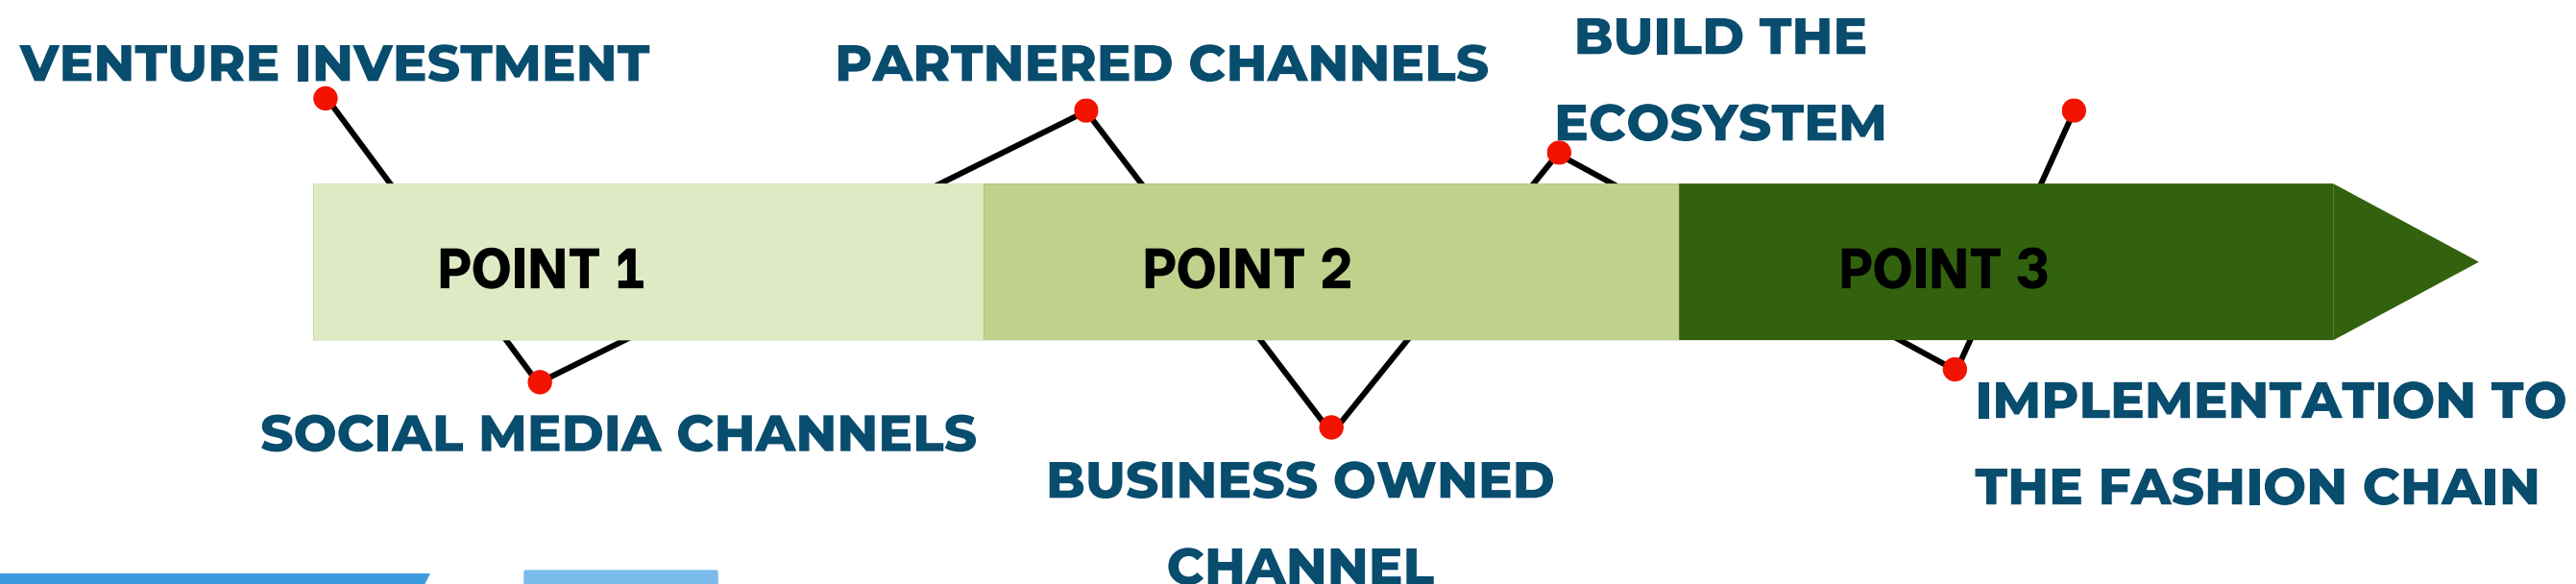 VENTURE INVESTMENT
PARTNERED CHANNELS
BUILD THE
ECOSYSTEM
POINT 1
POINT 2
POINT 3
SOCIAL MEDIA CHANNELS
BUSINESS OWNED
CHANNEL
IMPLEMENTATION TO
THE FASHION CHAIN